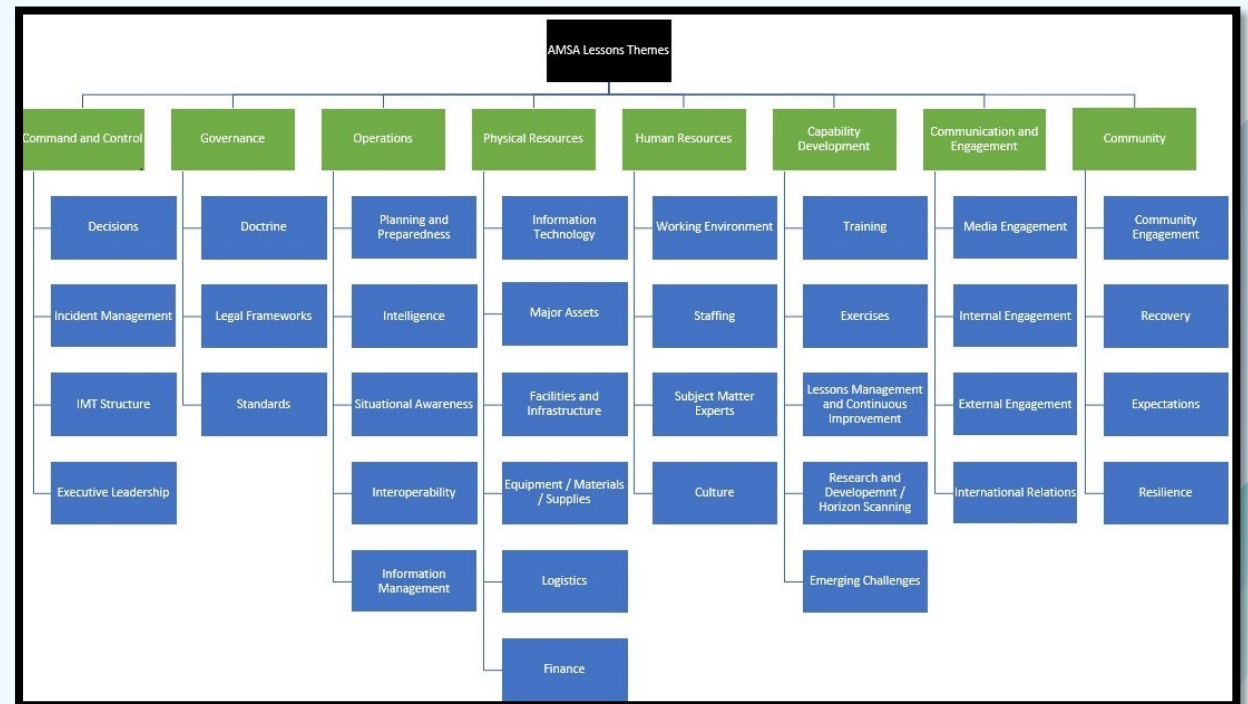 AMSA Lessons Themes
Command and Control
Governance
Operations
Physical Resources
Human Resources
Capability
Development
Communication and
Engagement
Community
Decisions
Incident Management
IMT Structure
Executive Leadership
Doctrine
Legal Frameworks
Standards
Planning and
Preparedness
Intelligence
Situational Awareness
Interoperability
Information
Management
Information
Technology
Major Assets
Facilities and
Infrastructure
Equipment / Materials
/ Supplies
Logistics
Finance
Working Environment
Staffing
Subject Matter
Experts
Culture
Training
Exercises
Lessons Management
and Continuous
Improvement
Research and
Developemnt /
Horizon Scanning
Emerging Challenges
Media Engagement
Internal Engagement
External Engagement
International Relations
Community
Engagement
Recovery
Expectations
Resilience